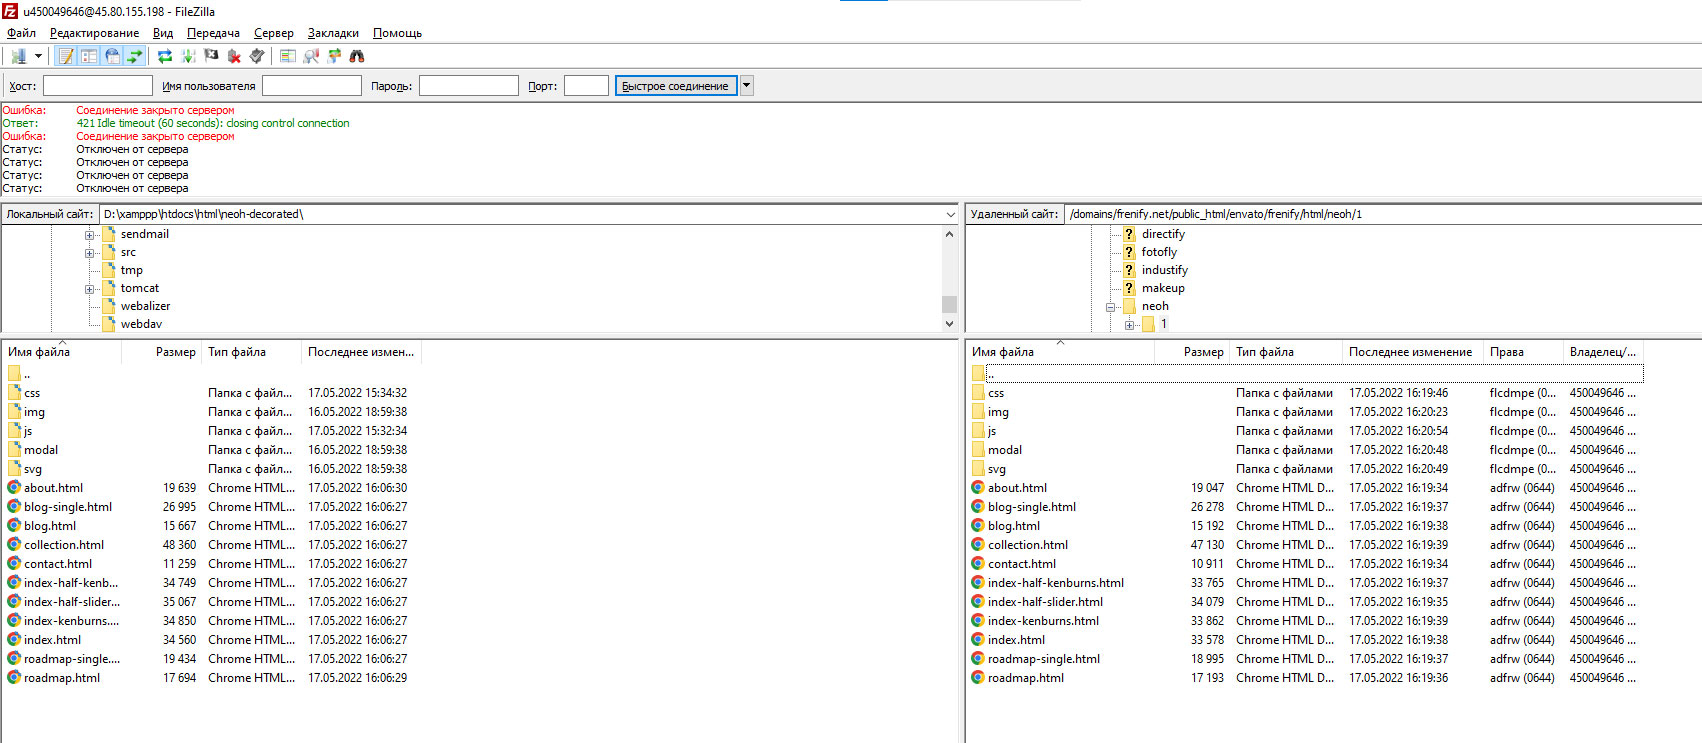 u450049646@45.80.155.198 - FileZilla
Файл Редактирование Вид Передача Сервер Закладки Помощь
Хост: Имя пользователя Пароль: Порт: Быстрое соединение
Ошибка: Соединение закрыто сервером
Ответ: 421 Idle timeout (60 seconds): closing control connection
Ошибка: Соединение закрыто сервером
Статус: Отключен от сервера
Статус: Отключен от сервера
Статус: Отключен от сервера
Статус: Отключен от сервера
Локальный сайт: D:\xamppp\htdocs\html\neoh-decorated\
sendmail
src
tmp
tomcat
webalizer
webdav
Имя файла Размер Тип файла Последнее измен...
..
css Папка с файл... 17.05.2022 15:34:32
img Папка с файл... 16.05.2022 18:59:38
js Папка с файл... 17.05.2022 15:32:34
modal Папка с файл... 16.05.2022 18:59:38
svg Папка с файл... 16.05.2022 18:59:38
about.html 19 639 Chrome HTML... 17.05.2022 16:06:30
blog-single.html 26 995 Chrome HTML... 17.05.2022 16:06:27
blog.html 15 667 Chrome HTML... 17.05.2022 16:06:27
collection.html 48 360 Chrome HTML... 17.05.2022 16:06:27
contact.html 11 259 Chrome HTML... 17.05.2022 16:06:27
index-half-kenb... 34 749 Chrome HTML... 17.05.2022 16:06:27
index-half-slider... 35 067 Chrome HTML... 17.05.2022 16:06:27
index-kenburns.... 34 850 Chrome HTML... 17.05.2022 16:06:27
index.html 34 560 Chrome HTML... 17.05.2022 16:06:27
roadmap-single.... 19 434 Chrome HTML... 17.05.2022 16:06:27
roadmap.html 17 694 Chrome HTML... 17.05.2022 16:06:29
Удаленный сайт: /domains/frenify.net/public_html/envato/frenify/html/neoh/1
directify
fotofly
industify
makeup
neoh
1
Имя файла Размер Тип файла Последнее изменение Права Владелец/...
..
css Папка с файлами 17.05.2022 16:19:46 flcdmpe (0... 450049646 ...
img Папка с файлами 17.05.2022 16:20:23 flcdmpe (0... 450049646 ...
js Папка с файлами 17.05.2022 16:20:54 flcdmpe (0... 450049646 ...
modal Папка с файлами 17.05.2022 16:20:48 flcdmpe (0... 450049646 ...
svg Папка с файлами 17.05.2022 16:20:49 flcdmpe (0... 450049646 ...
about.html 19 047 Chrome HTML D... 17.05.2022 16:19:34 adfrw (0644) 450049646 ...
blog-single.html 26 278 Chrome HTML D... 17.05.2022 16:19:37 adfrw (0644) 450049646 ...
blog.html 15 192 Chrome HTML D... 17.05.2022 16:19:38 adfrw (0644) 450049646 ...
collection.html 47 130 Chrome HTML D... 17.05.2022 16:19:39 adfrw (0644) 450049646 ...
contact.html 10 911 Chrome HTML D... 17.05.2022 16:19:34 adfrw (0644) 450049646 ...
index-half-kenburns.html 33 765 Chrome HTML D... 17.05.2022 16:19:37 adfrw (0644) 450049646 ...
index-half-slider.html 34 079 Chrome HTML D... 17.05.2022 16:19:35 adfrw (0644) 450049646 ...
index-kenburns.html 33 862 Chrome HTML D... 17.05.2022 16:19:39 adfrw (0644) 450049646 ...
index.html 33 578 Chrome HTML D... 17.05.2022 16:19:38 adfrw (0644) 450049646 ...
roadmap-single.html 18 995 Chrome HTML D... 17.05.2022 16:19:37 adfrw (0644) 450049646 ...
roadmap.html 17 193 Chrome HTML D... 17.05.2022 16:19:36 adfrw (0644) 450049646 ...